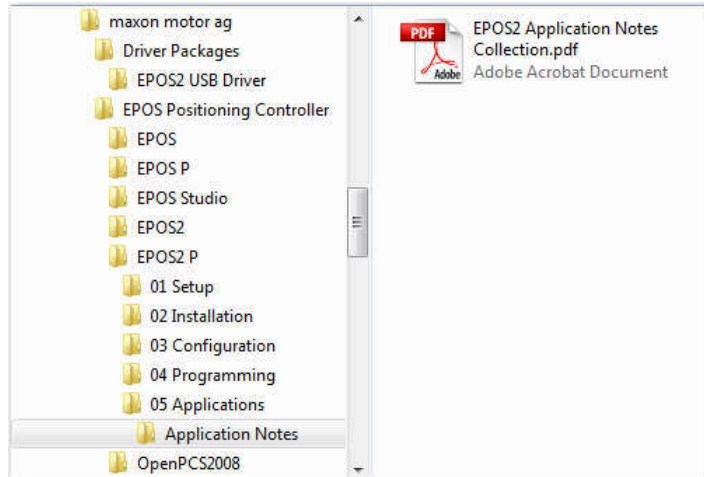 maxon motor ag
Driver Packages
EPOS2 USB Driver
EPOS Positioning Controller
EPOS
EPOS P
EPOS Studio
EPOS2
EPOS2 P
01 Setup
02 Installation
03 Configuration
04 Programming
05 Applications
Application Notes
OpenPCS2008
PDF
Adobe
EPOS2 Application Notes
Collection.pdf
Adobe Acrobat Document